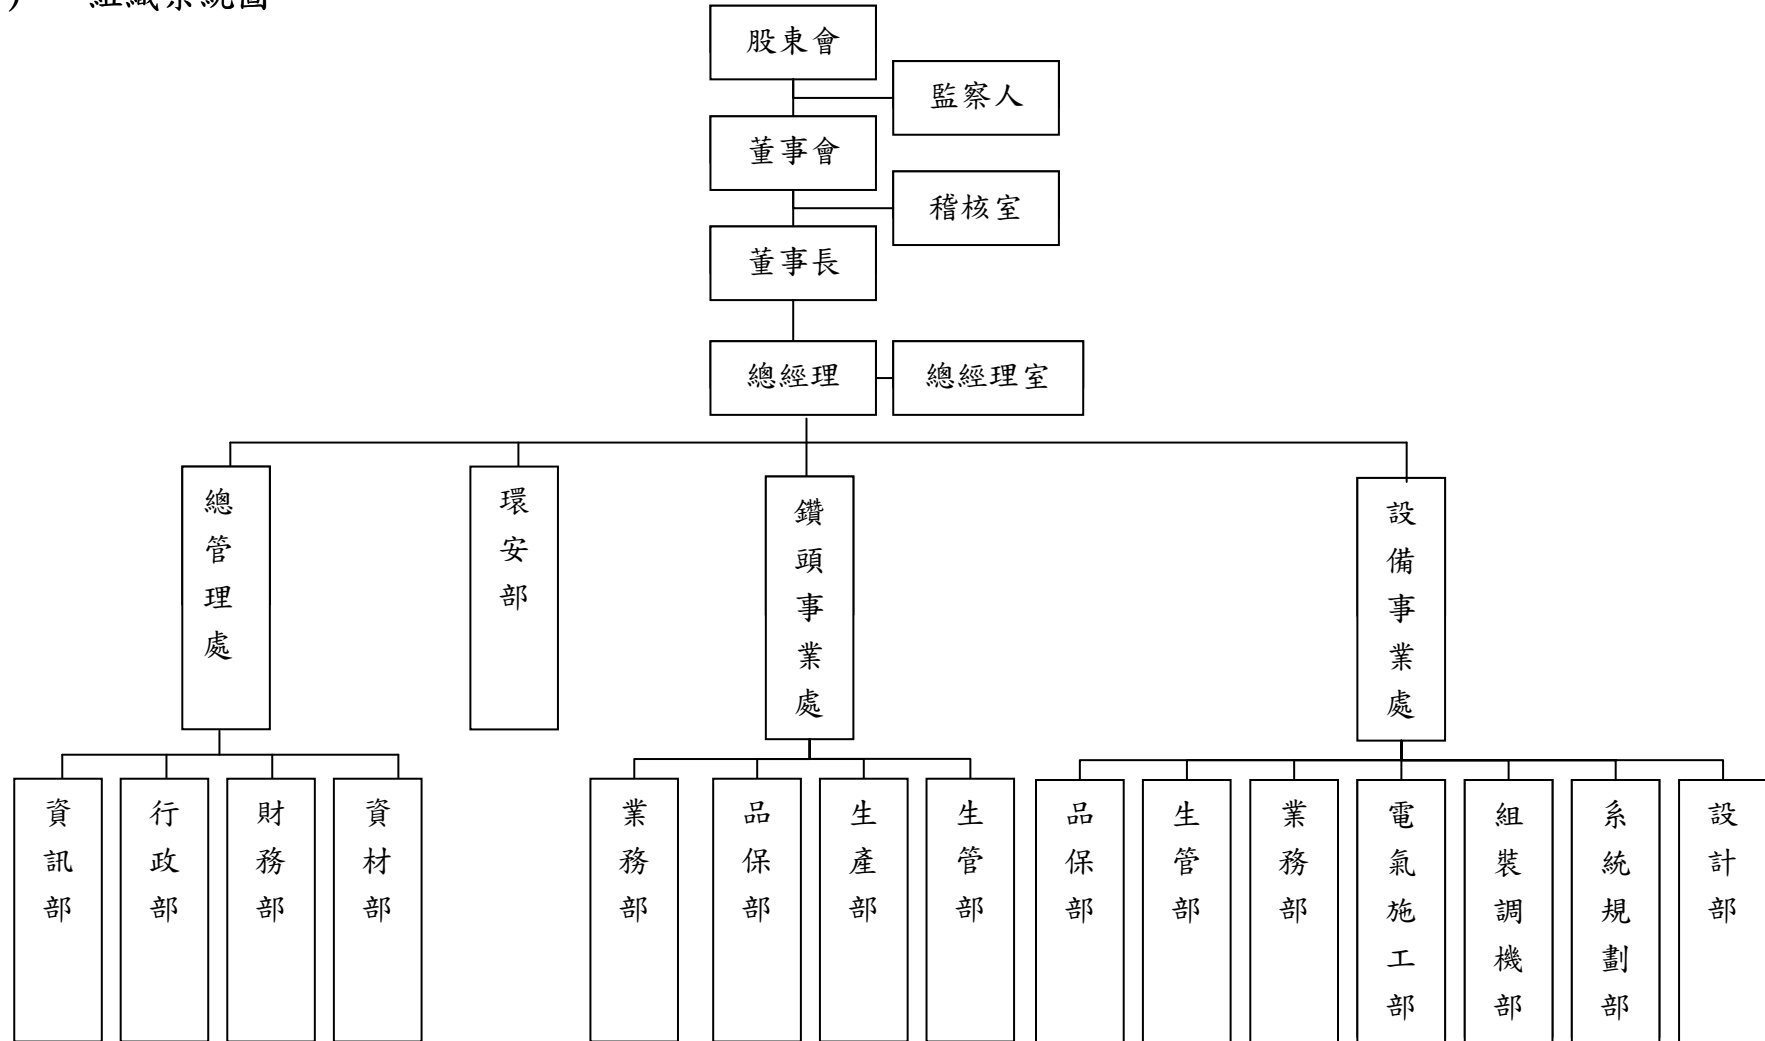 ) 組織系統圖
股東會
監察人
董事會
稽核室
董事長
總經理
總經理室
總管理處
環安部
鑽頭事業處
設備事業處
資訊部
行政部
財務部
資材部
業務部
品保部
生產部
生管部
品保部
生管部
業務部
電氣施工部
組裝調機部
系統規劃部
設計部